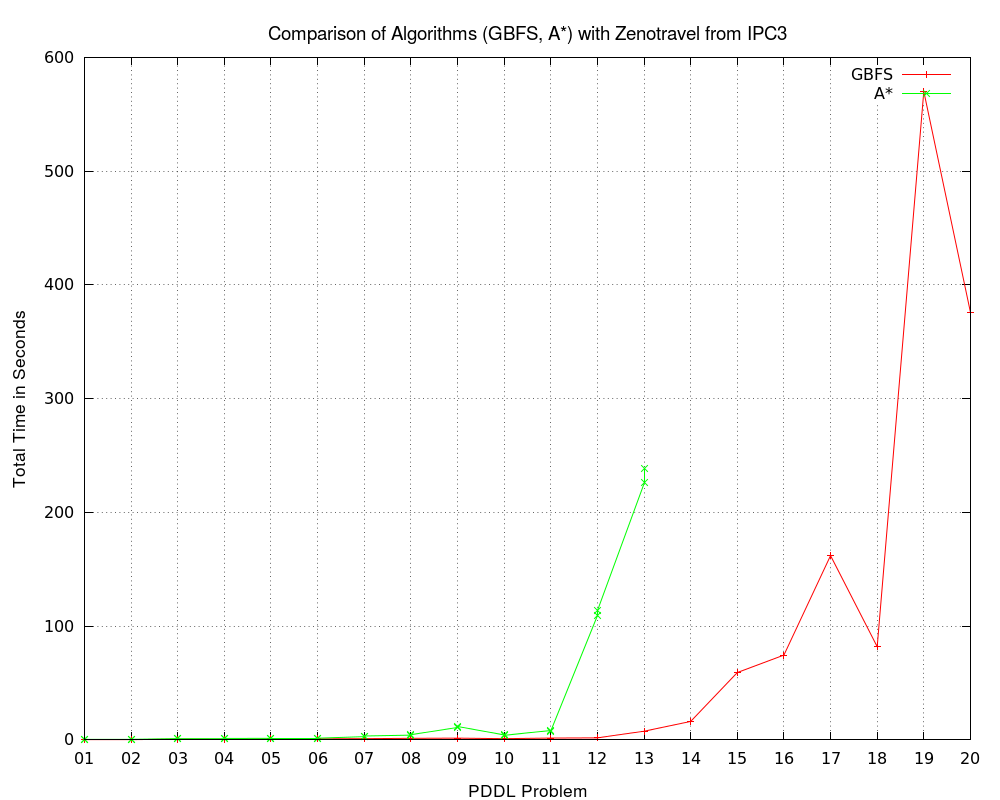 Comparison of Algorithms (GBFS, A*) with Zenotravel from IPC3
GBFS
A*
600
500
400
300
200
100
0
Total Time in Seconds
01 02 03 04 05 06 07 08 09 10 11 12 13 14 15 16 17 18 19 20
PDDL Problem